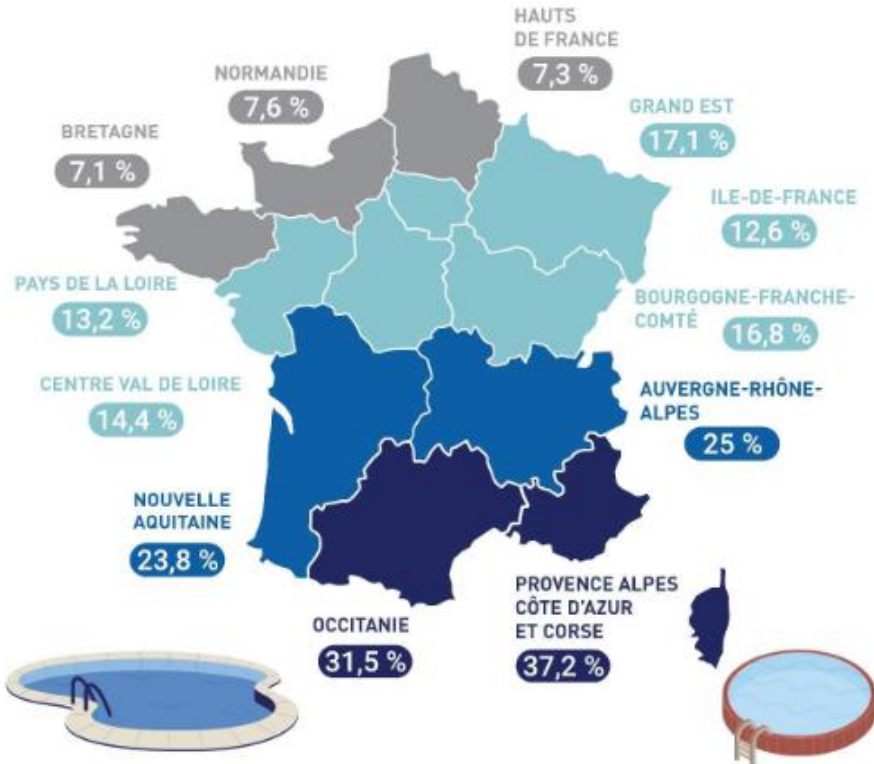 HAUTS
DE FRANCE
7,3 %
NORMANDIE
7,6 %
GRAND EST
17,1 %
BRETAGNE
7,1 %
ILE-DE-FRANCE
12,6 %
PAYS DE LA LOIRE
13,2 %
BOURGOGNE-FRANCHE-
COMTÉ
16,8 %
CENTRE VAL DE LOIRE
14,4 %
AUVERGNE-RHÔNE-
ALPES
25 %
NOUVELLE
AQUITAINE
23,8 %
OCCITANIE
31,5 %
PROVENCE ALPES
CÔTE D'AZUR
ET CORSE
37,2 %